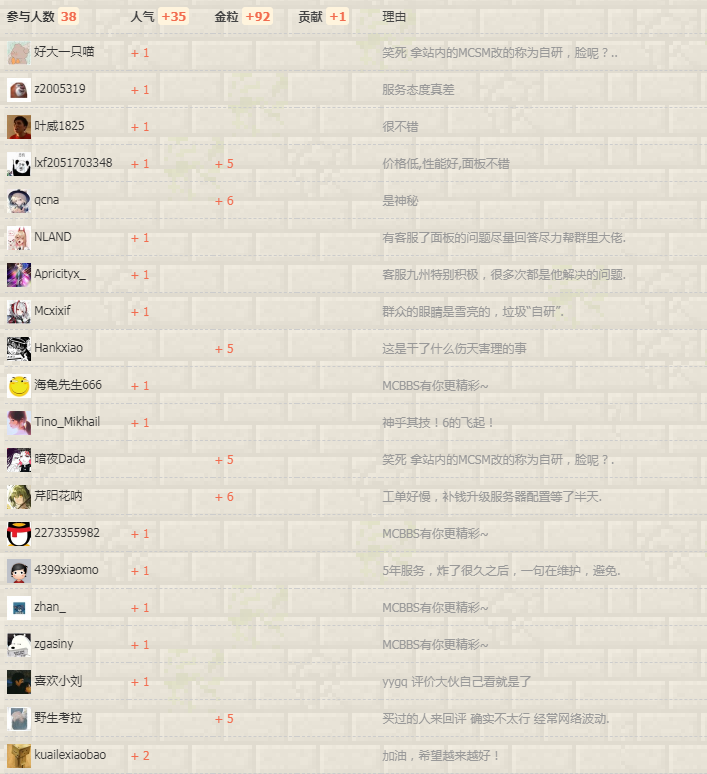 参与人数 38 人气 +35 金粒 +92 贡献 +1 理由
好大一只喵 + 1 笑死 拿站内的MCSM改的称为自研，脸呢？..
z2005319 + 1 服务态度真差
叶威1825 + 1 很不错
lxf2051703348 + 1 + 5 价格低,性能好,面板不错
qcna + 6 是神秘
NLAND + 1 有客服了面板的问题尽量回答尽力帮群里大佬.
Apricityx_ + 1 客服九州特别积极，很多次都是他解决的问题.
Mcxixif + 1 群众的眼睛是雪亮的，垃圾“自研”.
Hankxiao + 5 这是干了什么伤天害理的事
海龟先生666 + 1 MCBBS有你更精彩~
Tino_Mikhail + 1 神乎其技！6的飞起！
暗夜Dada + 5 笑死 拿站内的MCSM改的称为自研，脸呢？.
芹阳花呐 + 6 工单好慢，补钱升级服务器配置等了半天.
2273355982 + 1 MCBBS有你更精彩~
4399xiaomo + 1 5年服务，炸了很久之后，一句在维护，避免.
zhan_ + 1 MCBBS有你更精彩~
zgasiny + 1 MCBBS有你更精彩~
喜欢小刘 + 1 yygq 评价大伙自己看就是了
野生考拉 + 5 买过的人来回评 确实不太行 经常网络波动.
kuailexiaobao + 2 加油，希望越来越好！